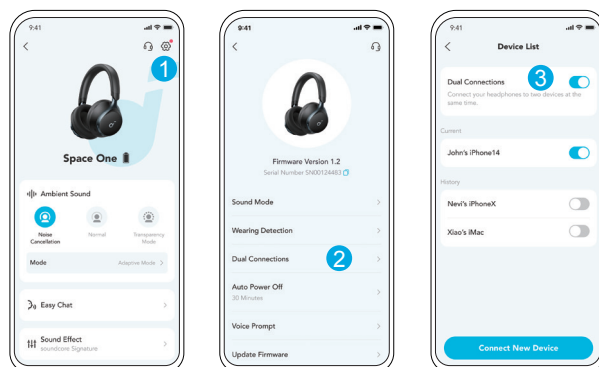 9:41
1
Space One
Ambient Sound
Noise Cancellation
Normal
Transparency Mode
Mode
Adaptive Mode >
Easy Chat
Sound Effect
soundcore Signature
9:41
Firmware Version 1.2
Serial Number SN00124463
Sound Mode
Wearing Detection
Dual Connections
2
Auto Power Off
30 Minutes
Voice Prompt
Update Firmware
9:41
Device List
Dual Connections
3
Connect your headphones to two devices at the
same time.
Current
John's iPhone14
History
Nevi's iPhoneX
Xiao's iMac
Connect New Device